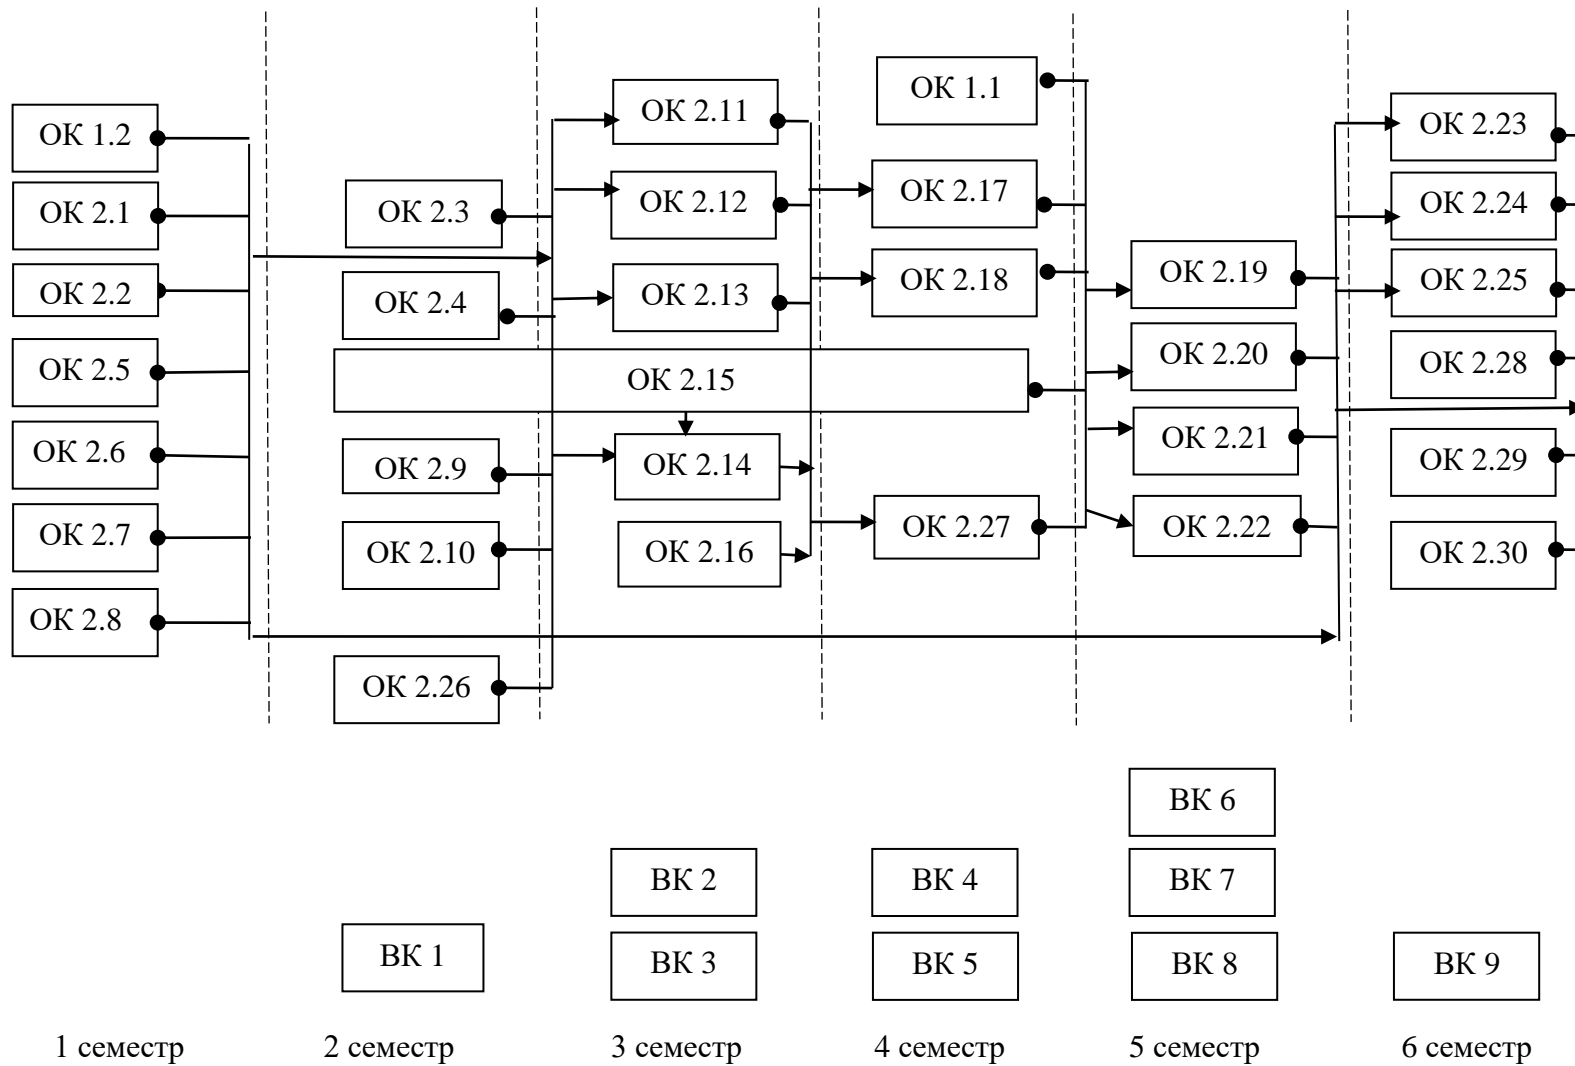 ОК 1.2
ОК 2.1
ОК 2.2
ОК 2.5
ОК 2.6
ОК 2.7
ОК 2.8
ОК 2.3
ОК 2.4
ОК 2.15
ОК 2.9
ОК 2.10
ОК 2.26
ОК 2.11
ОК 2.12
ОК 2.13
ОК 2.14
ОК 2.16
ОК 1.1
ОК 2.17
ОК 2.18
ОК 2.27
ОК 2.19
ОК 2.20
ОК 2.21
ОК 2.22
ОК 2.23
ОК 2.24
ОК 2.25
ОК 2.28
ОК 2.29
ОК 2.30
ВК 1
ВК 2
ВК 3
ВК 4
ВК 5
ВК 6
ВК 7
ВК 8
ВК 9
1 семестр
2 семестр
3 семестр
4 семестр
5 семестр
6 семестр